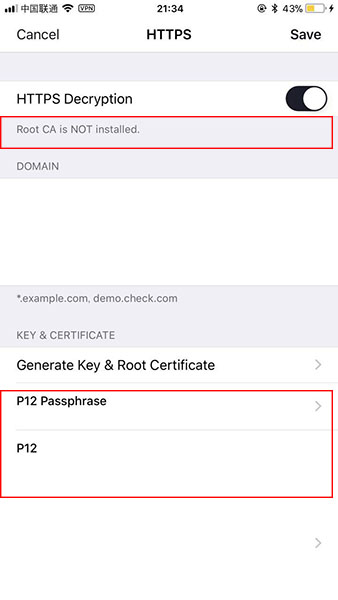 中国联通 VPN 21:34 43%
Cancel HTTPS Save
HTTPS Decryption
Root CA is NOT installed.
DOMAIN
*.example.com, demo.check.com
KEY & CERTIFICATE
Generate Key & Root Certificate
P12 Passphrase
P12